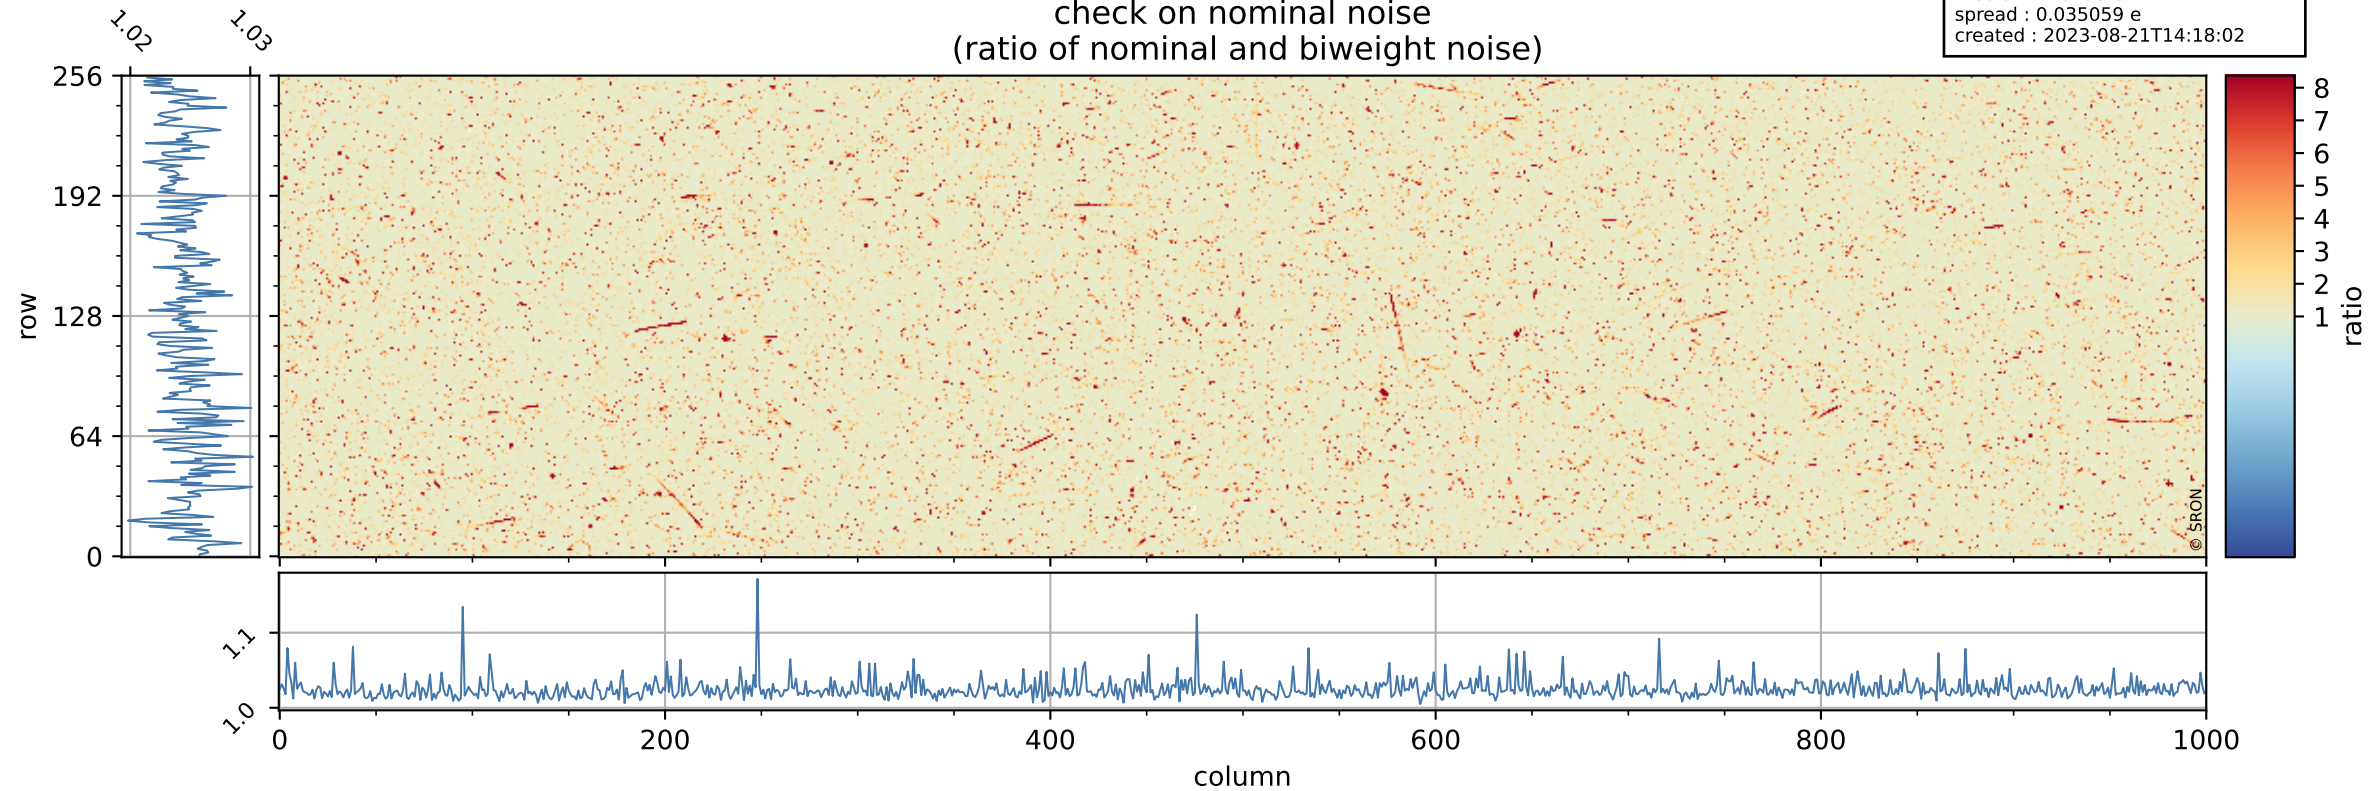 check on nominal noise
(ratio of nominal and biweight noise)
spread : 0.035059 e
created : 2023-08-21T14:18:02
1.02
1.03
256
192
128
64
0
row
8
7
6
5
4
3
2
1
ratio
© SRON
1.1
1.0
0
200
400
600
800
1000
column